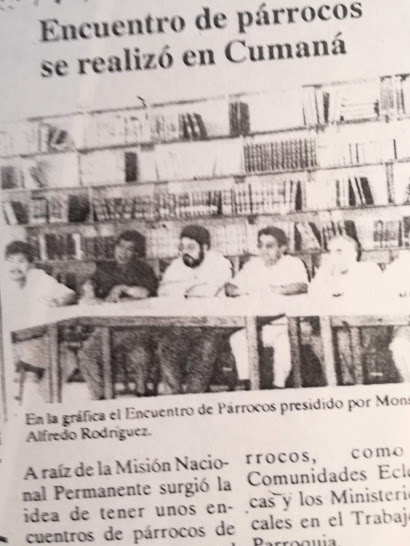 Encuentro de párrocos
se realizó en Cumaná
En la gráfica el Encuentro de Párrocos presidido por Mons
Alfredo Rodríguez.
A raíz de la Misión Nacio-
nal Permanente surgió la
idea de tener unos en-
cuentros de párrocos de
rrocos, como
Comunidades Ecle
cas y los Ministeri
cales en el Trabaj
Parroquia.